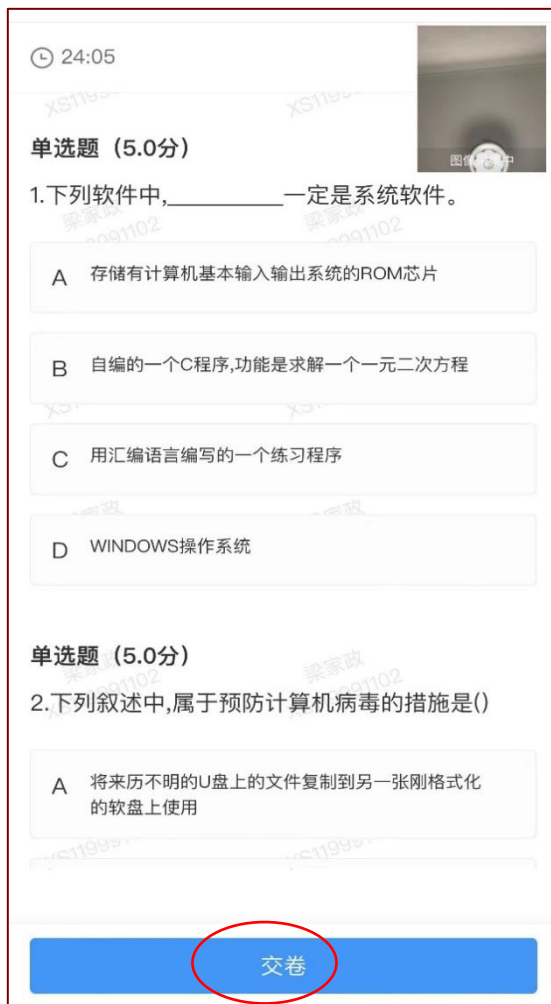 24:05
图像采集中
单选题（5.0分）
1.下列软件中,__________一定是系统软件。
A 存储有计算机基本输入输出系统的ROM芯片
B 自编的一个C程序,功能是求解一个一元二次方程
C 用汇编语言编写的一个练习程序
D WINDOWS操作系统
单选题（5.0分）
2.下列叙述中,属于预防计算机病毒的措施是()
A 将来历不明的U盘上的文件复制到另一张刚格式化
的软盘上使用
交卷